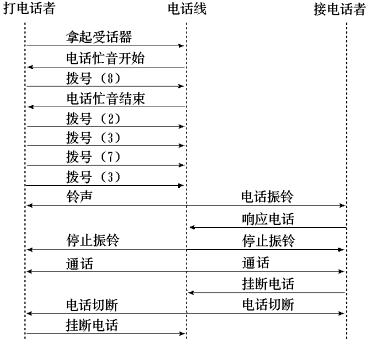 打电话者 电话线 接电话者
拿起受话器
电话忙音开始
拨号（8）
电话忙音结束
拨号（2）
拨号（3）
拨号（7）
拨号（3）
铃声 电话振铃
响应电话
停止振铃 停止振铃
通话 通话
挂断电话
电话切断 电话切断
挂断电话